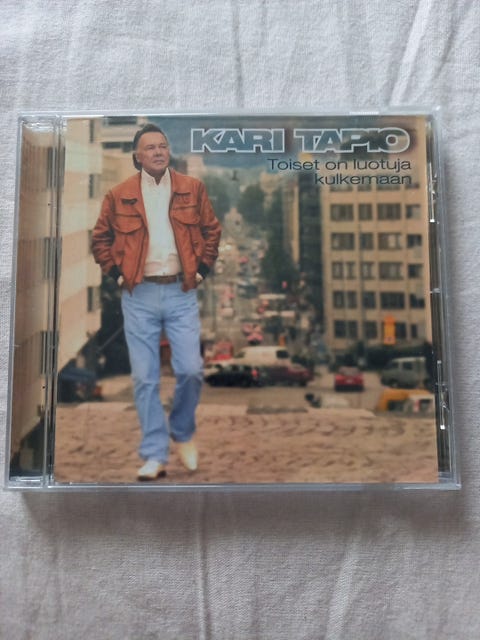 KARI TAPIO
Toiset on luotuja
kulkemaan